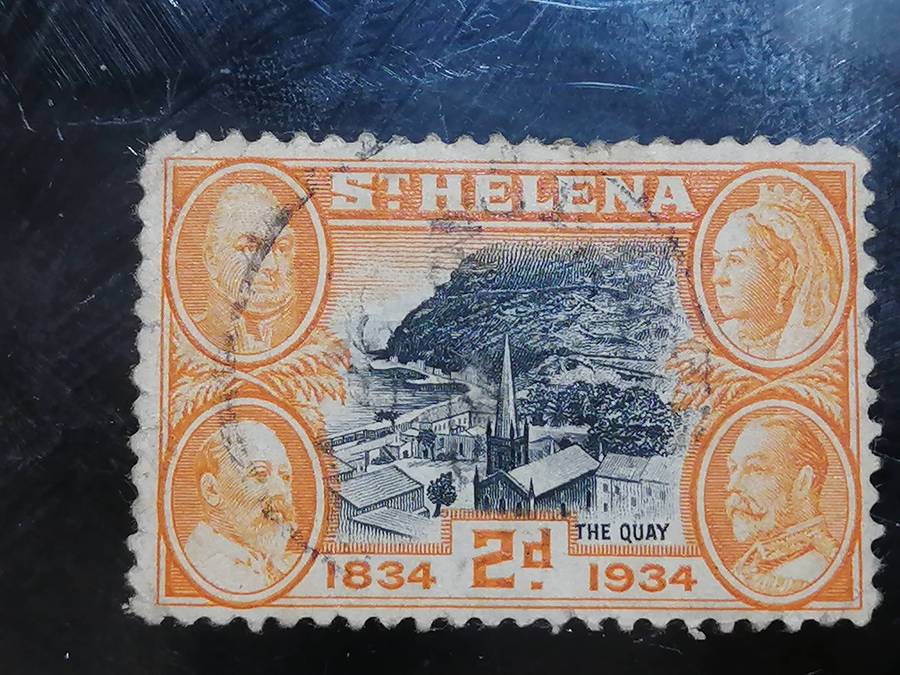 ST. HELENA
THE QUAY
1834 2d. 1934